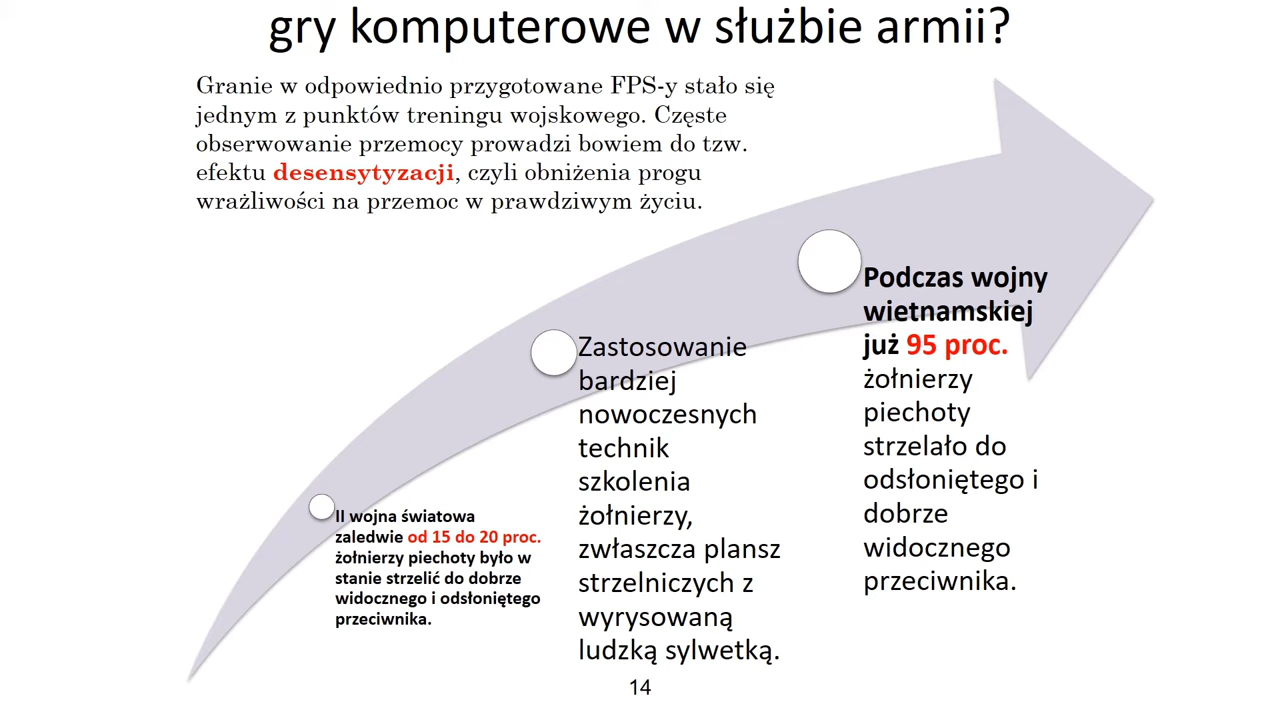 gry komputerowe w służbie armii?
Granie w odpowiednio przygotowane FPS-y stało się
jednym z punktów treningu wojskowego. Częste
obserwowanie przemocy prowadzi bowiem do tzw.
efektu desensytyzacji, czyli obniżenia progu
wrażliwości na przemoc w prawdziwym życiu.
II wojna światowa
zaledwie od 15 do 20 proc.
żołnierzy piechoty było w
stanie strzelić do dobrze
widocznego i odsłoniętego
przeciwnika.
Zastosowanie
bardziej
nowoczesnych
technik
szkolenia
żołnierzy,
zwłaszcza plansz
strzelniczych z
wyrysowaną
ludzką sylwetką.
Podczas wojny
wietnamskiej
już 95 proc.
żołnierzy
piechoty
strzelało do
odsłoniętego i
dobrze
widocznego
przeciwnika.
14